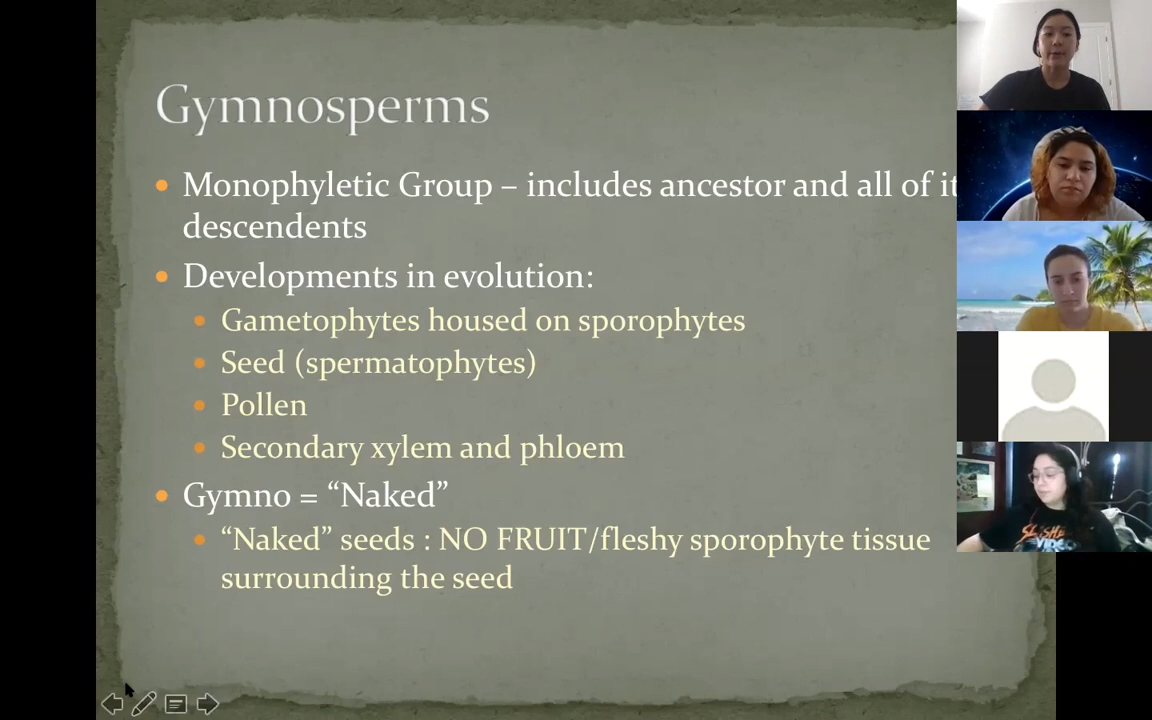 Gymnosperms
Monophyletic Group – includes ancestor and all of it
descendents
Developments in evolution:
Gametophytes housed on sporophytes
Seed (spermatophytes)
Pollen
Secondary xylem and phloem
Gymno = “Naked”
“Naked” seeds : NO FRUIT/fleshy sporophyte tissue
surrounding the seed
VIDEO